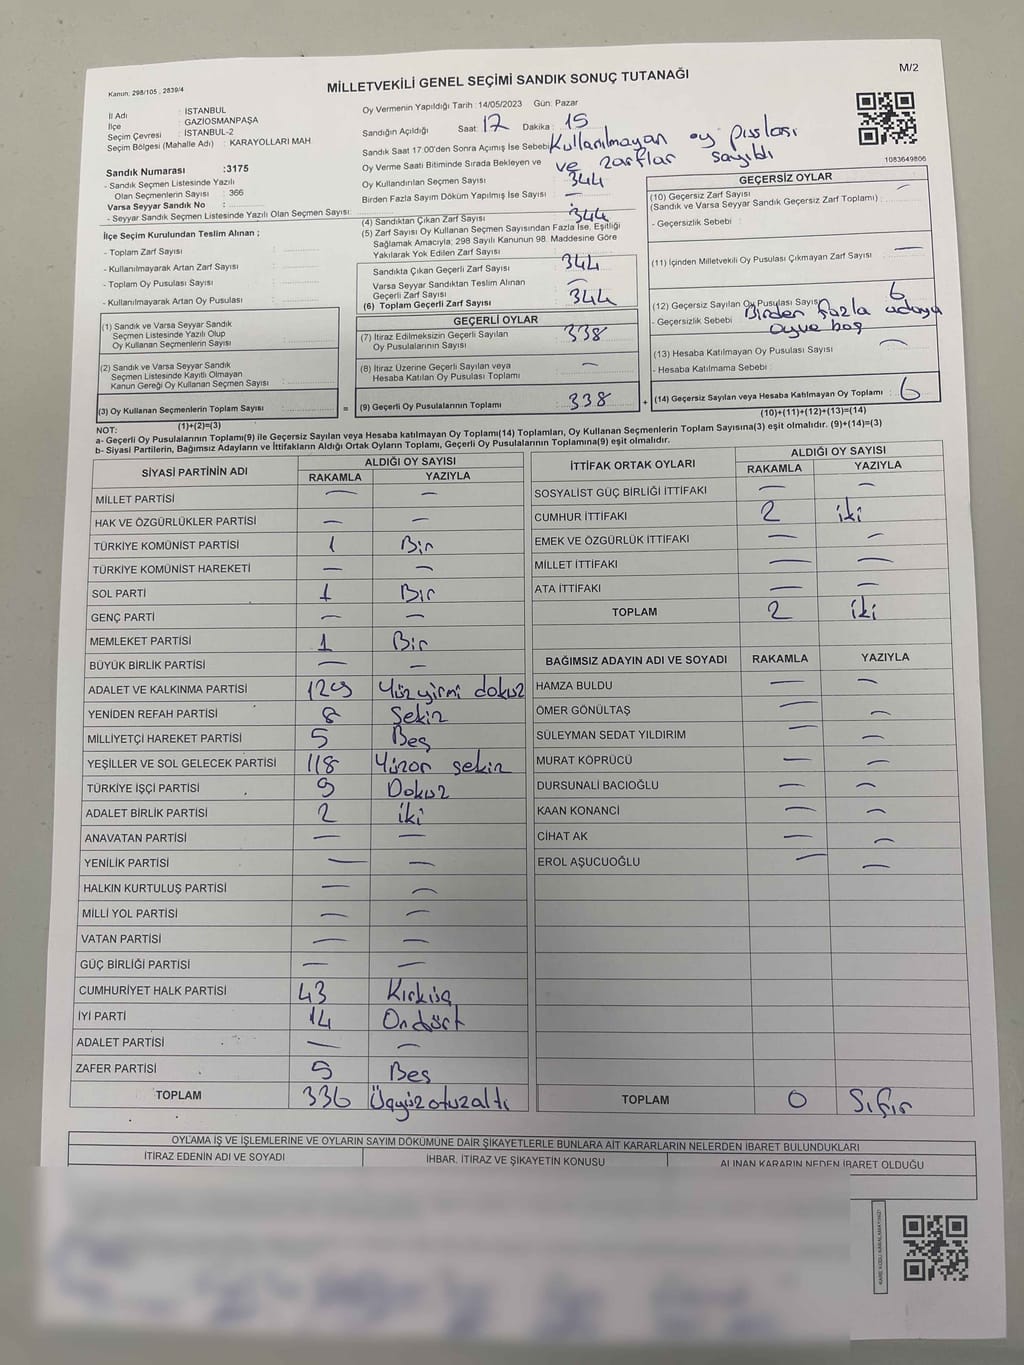 M/2
Kanun, 298/105 , 2839/4
MİLLETVEKİLİ GENEL SEÇİMİ SANDIK SONUÇ TUTANAĞI
İl Adı : İSTANBUL
İlçe : GAZİOSMANPAŞA
Seçim Çevresi : İSTANBUL-2
Seçim Bölgesi (Mahalle Adı) : KARAYOLLARI MAH
Sandık Numarası :3175
- Sandık Seçmen Listesinde Yazılı
Olan Seçmenlerin Sayısı : 366
Varsa Seyyar Sandık No :
- Seyyar Sandık Seçmen Listesinde Yazılı Olan Seçmen Sayısı:
Oy Vermenin Yapıldığı Tarih : 14/05/2023 Gün: Pazar
Sandığın Açıldığı Saat: 17 Dakika : 15
Sandık Saat 17.00'den Sonra Açımış İse Sebebi Kullanılmayan oy pusulası
Oy Verme Saati Bitiminde Sırada Bekleyen ve ve zarflar sayıldı
Oy Kullandırılan Seçmen Sayısı 344
Birden Fazla Sayım Döküm Yapılmış İse Sayısı : —
1083649806
İlçe Seçim Kurulundan Teslim Alınan ;
- Toplam Zarf Sayısı :
- Kullanılmayarak Artan Zarf Sayısı :
- Toplam Oy Pusulası Sayısı :
- Kullanılmayarak Artan Oy Pusulası :
(1) Sandık ve Varsa Seyyar Sandık
Seçmen Listesinde Yazılı Olup
Oy Kullanan Seçmenlerin Sayısı :
(2) Sandık ve Varsa Seyyar Sandık
Seçmen Listesinde Kayıtlı Olmayan
Kanun Gereği Oy Kullanan Seçmen Sayısı :
(3) Oy Kullanan Seçmenlerin Toplam Sayısı :
(1)+(2)=(3)
(4) Sandıktan Çıkan Zarf Sayısı : 344
(5) Zarf Sayısı Oy Kullanan Seçmen Sayısından Fazla İse, Eşitliği
Sağlamak Amacıyla; 298 Sayılı Kanunun 98. Maddesine Göre
Yakılarak Yok Edilen Zarf Sayısı :
Sandıkta Çıkan Geçerli Zarf Sayısı 344
Varsa Seyyar Sandıktan Teslim Alınan
Geçerli Zarf Sayısı : —
(6) Toplam Geçerli Zarf Sayısı : 344
GEÇERLİ OYLAR
(7) İtiraz Edilmeksizin Geçerli Sayılan
Oy Pusulalarının Sayısı : 338
(8) İtiraz Üzerine Geçerli Sayılan veya
Hesaba Katılan Oy Pusulası Toplamı : —
= (9) Geçerli Oy Pusulalarının Toplamı : 338 +
GEÇERSİZ OYLAR
(10) Geçersiz Zarf Sayısı —
(Sandık ve Varsa Seyyar Sandık Geçersiz Zarf Toplamı) :
- Geçersizlik Sebebi :
(11) İçinden Milletvekili Oy Pusulası Çıkmayan Zarf Sayısı : —
(12) Geçersiz Sayılan Oy Pusulası Sayısı 6
- Geçersizlik Sebebi Birden fazla adaya
oy ve boş
(13) Hesaba Katılmayan Oy Pusulası Sayısı : —
- Hesaba Katılmama Sebebi :
(14) Geçersiz Sayılan veya Hesaba Katılmayan Oy Toplamı : 6
(10)+(11)+(12)+(13)=(14)
NOT:
a- Geçerli Oy Pusulalarının Toplamı(9) ile Geçersiz Sayılan veya Hesaba Katılmayan Oy Toplamı(14) Toplamları, Oy Kullanan Seçmenlerin Toplam Sayısına(3) eşit olmalıdır. (9)+(14)=(3)
b- Siyasi Partilerin, Bağımsız Adayların ve İttifakların Aldığı Ortak Oyların Toplamı, Geçerli Oy Pusulalarının Toplamına(9) eşit olmalıdır.
SİYASİ PARTİNİN ADI ALDIĞI OY SAYISI
RAKAMLA YAZIYLA
MİLLET PARTİSİ — —
HAK VE ÖZGÜRLÜKLER PARTİSİ — —
TÜRKİYE KOMÜNİST PARTİSİ 1 Bir
TÜRKİYE KOMÜNİST HAREKETİ — —
SOL PARTİ 1 Bir
GENÇ PARTİ — —
MEMLEKET PARTİSİ 1 Bir
BÜYÜK BİRLİK PARTİSİ — —
ADALET VE KALKINMA PARTİSİ 129 Yüzyirmi dokuz
YENİDEN REFAH PARTİSİ 8 Sekiz
MİLLİYETÇİ HAREKET PARTİSİ 5 Beş
YEŞİLLER VE SOL GELECEK PARTİSİ 118 Yüzon sekiz
TÜRKİYE İŞÇİ PARTİSİ 9 Dokuz
ADALET BİRLİK PARTİSİ 2 iki
ANAVATAN PARTİSİ — —
YENİLİK PARTİSİ — —
HALKIN KURTULUŞ PARTİSİ — —
MİLLİ YOL PARTİSİ — —
VATAN PARTİSİ — —
GÜÇ BİRLİĞİ PARTİSİ — —
CUMHURİYET HALK PARTİSİ 43 Kırküç
İYİ PARTİ 14 Ondört
ADALET PARTİSİ — —
ZAFER PARTİSİ 5 Beş
TOPLAM 336 Üçyüzotuzaltı
İTTİFAK ORTAK OYLARI ALDIĞI OY SAYISI
RAKAMLA YAZIYLA
SOSYALİST GÜÇ BİRLİĞİ İTTİFAKI — —
CUMHUR İTTİFAKI 2 iki
EMEK VE ÖZGÜRLÜK İTTİFAKI — —
MİLLET İTTİFAKI — —
ATA İTTİFAKI — —
TOPLAM 2 iki
BAĞIMSIZ ADAYIN ADI VE SOYADI RAKAMLA YAZIYLA
HAMZA BULDU — —
ÖMER GÖNÜLTAŞ — —
SÜLEYMAN SEDAT YILDIRIM — —
MURAT KÖPRÜCÜ — —
DURSUNALİ BACIOĞLU — —
KAAN KONANCİ — —
CİHAT AK — —
EROL AŞUCUOĞLU — —
TOPLAM 0 Sıfır
OYLAMA İŞ VE İŞLEMLERİNE VE OYLARIN SAYIM DÖKÜMÜNE DAİR ŞİKAYETLERLE BUNLARA AİT KARARLARIN NELERDEN İBARET BULUNDUKLARI
İTİRAZ EDENİN ADI VE SOYADI İHBAR, İTİRAZ VE ŞİKAYETİN KONUSU ALINAN KARARIN NEDEN İBARET OLDUĞU
KARE KODU KARALAMAYINIZ!